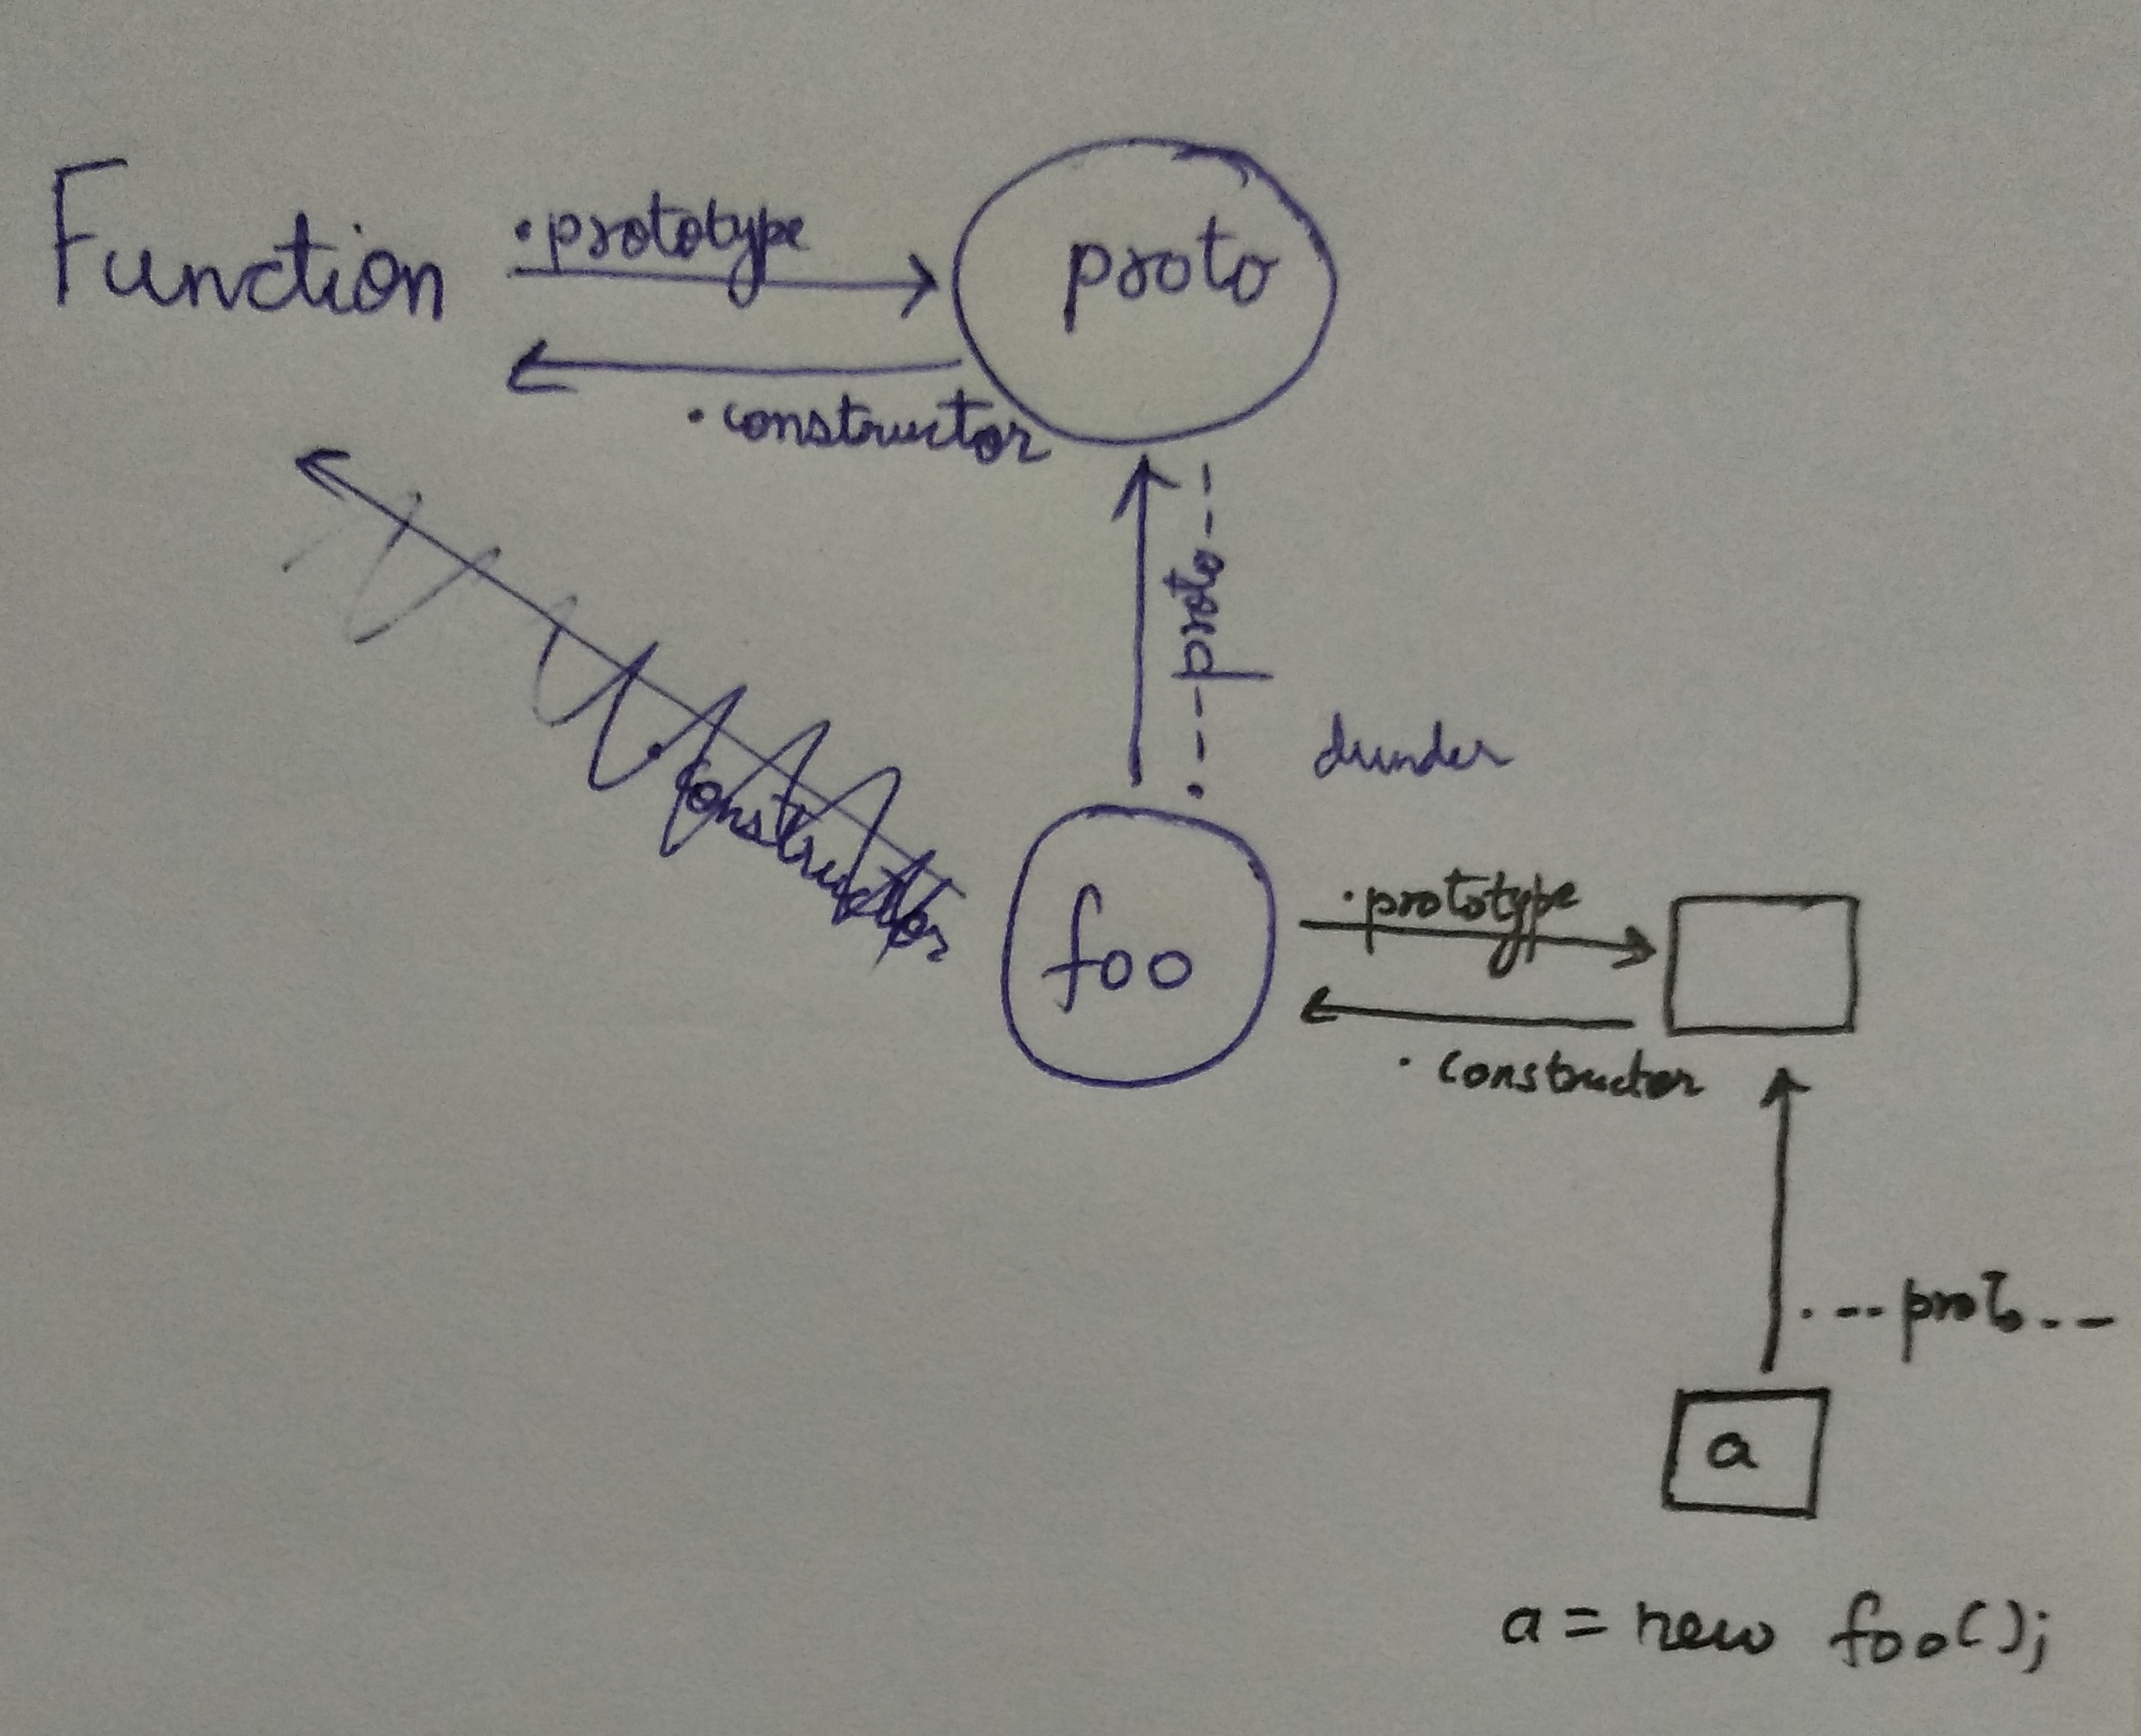 Function
.prototype
proto
.constructor
.__proto__
dunder
.constructor
foo
.prototype
.constructor
.__proto__
a
a = new foo();